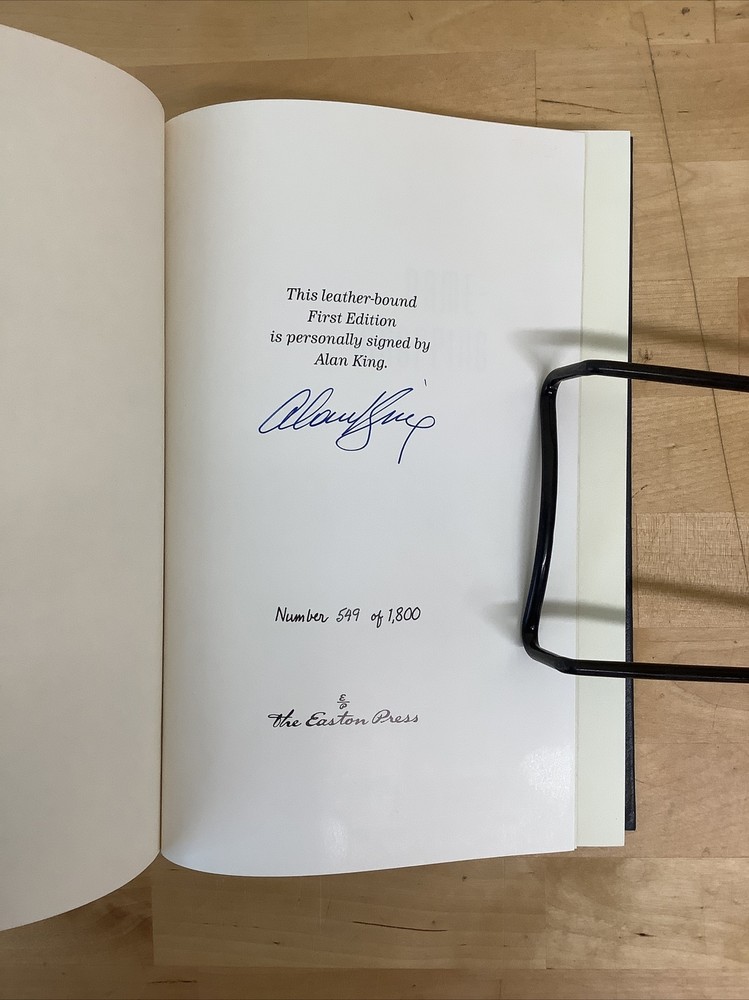 This leather-bound
First Edition
is personally signed by
Alan King.
Alan King
Number 549 of 1,800
E
P
The Easton Press